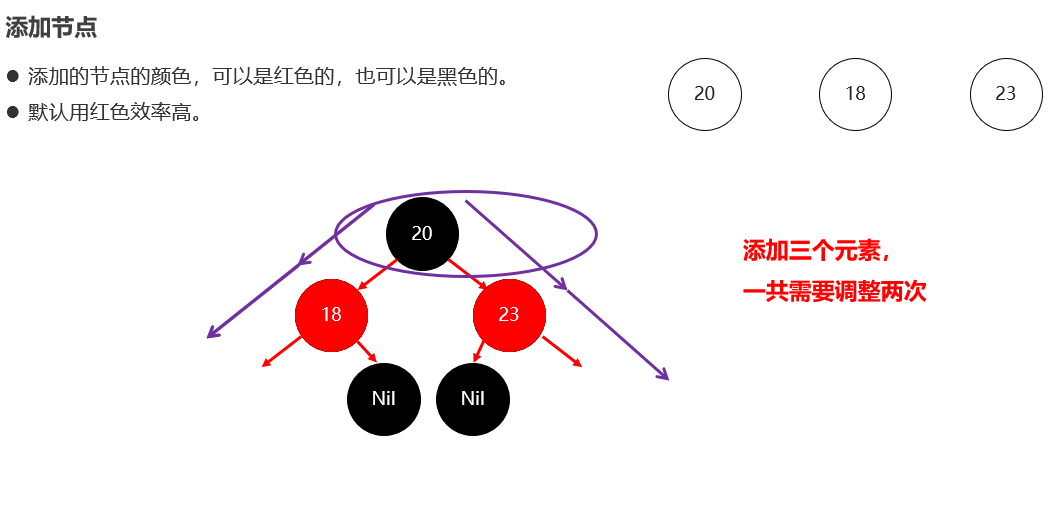 添加节点
● 添加的节点的颜色，可以是红色的，也可以是黑色的。
● 默认用红色效率高。
20 18 23
20
18 23
Nil Nil
添加三个元素，
一共需要调整两次